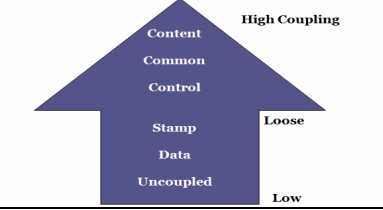 High Coupling
Content
Common
Control
Loose
Stamp
Data
Uncoupled
Low